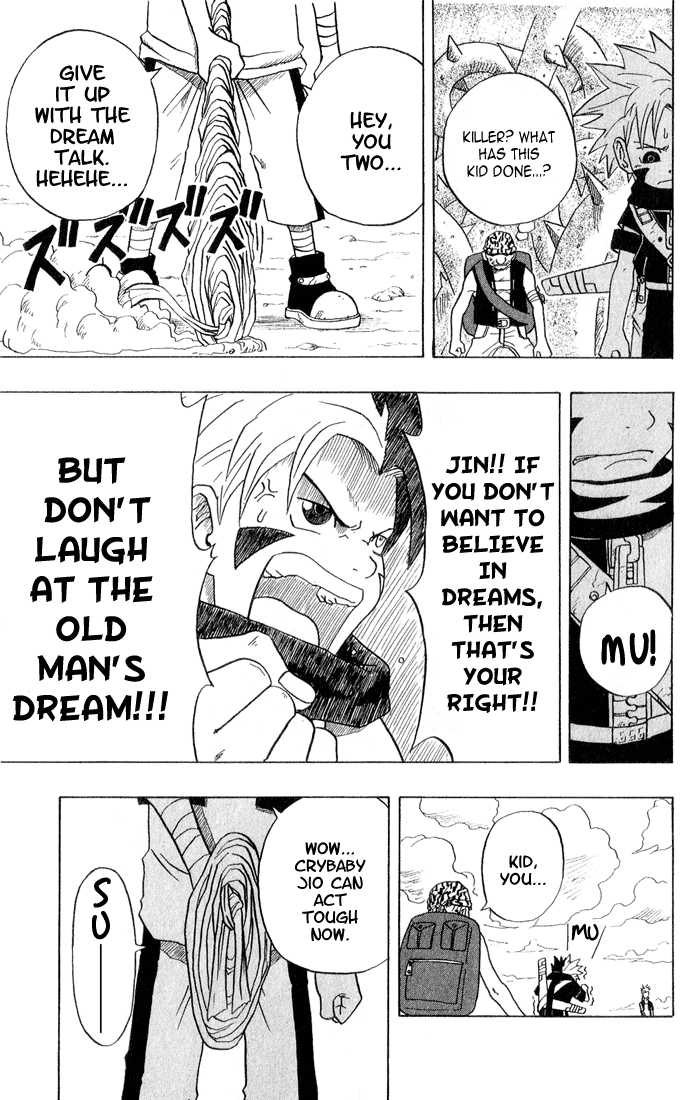 KILLER? WHAT
HAS THIS
KID DONE...?
HEY,
YOU
TWO...
GIVE
IT UP
WITH THE
DREAM
TALK.
HEHEHE...
ズズズズ
MU!
JIN!! IF
YOU DON'T
WANT TO
BELIEVE
IN
DREAMS,
THEN
THAT'S
YOUR
RIGHT!!
BUT
DON'T
LAUGH
AT THE
OLD
MAN'S
DREAM!!!
KID,
YOU...
MU
WOW...
CRYBABY
JIO CAN
ACT
TOUGH
NOW.
SU—